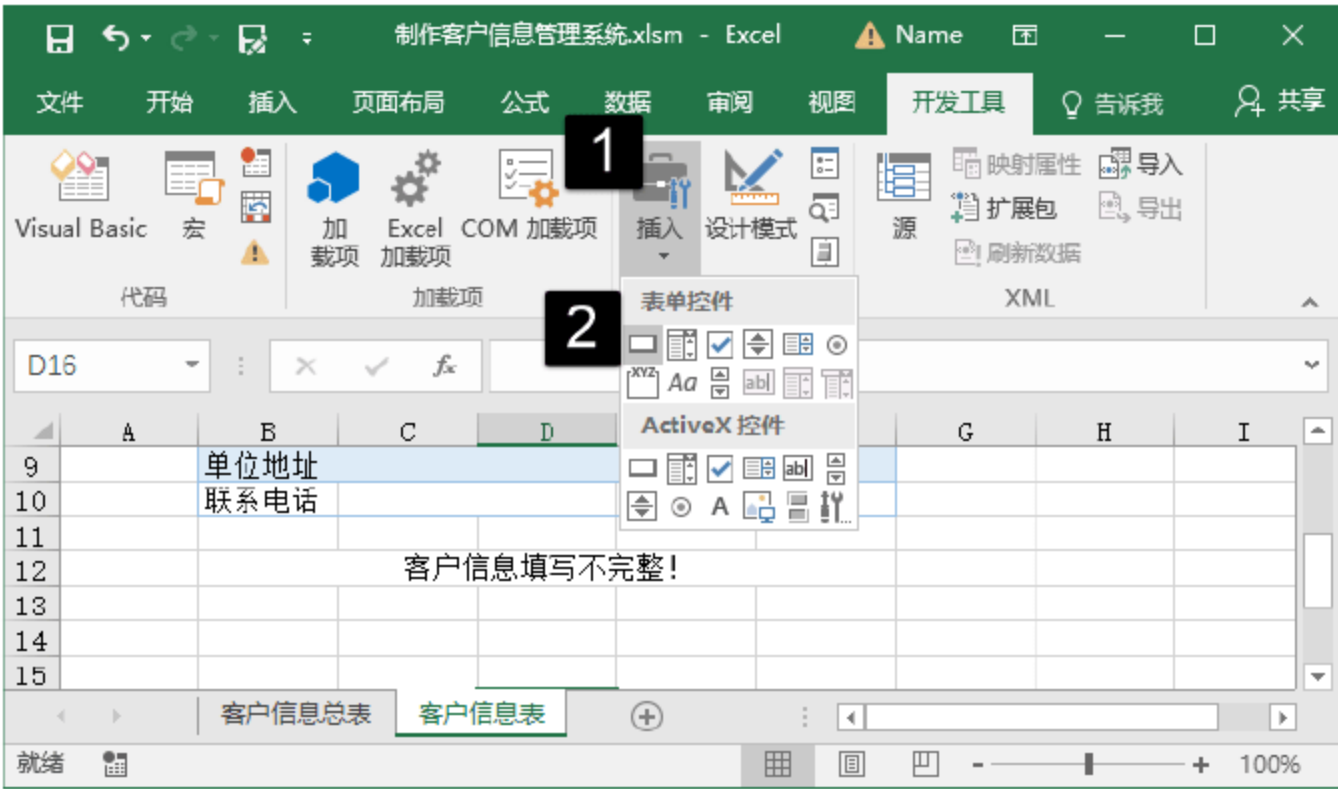 制作客户信息管理系统.xlsm - Excel Name
文件 开始 插入 页面布局 公式 数据 审阅 视图 开发工具 告诉我 共享
1
Visual Basic 宏 加载项 Excel 加载项 COM 加载项 插入 设计模式 源 映射属性 导入
扩展包 导出
刷新数据
代码 加载项 XML
表单控件
2
XYZ Aa ab
D16 fx
ActiveX 控件
ab
A
A B C D G H I
9 单位地址
10 联系电话
11
12 客户信息填写不完整!
13
14
15
客户信息总表 客户信息表
就绪 100%